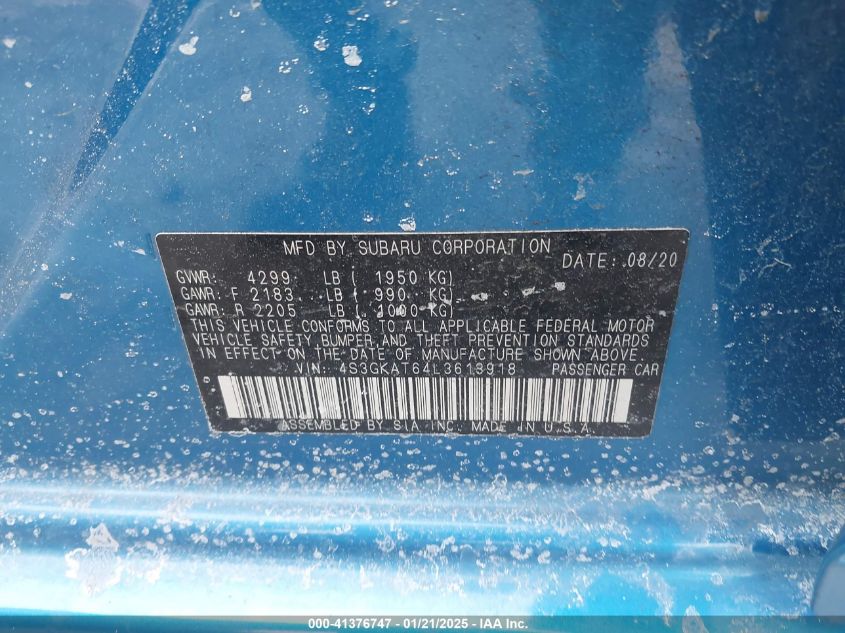 MFD BY SUBARU CORPORATION DATE: 08/20
GVWR: 4299 LB ( 1950 KG)
GAWR: F 2183 LB ( 990 KG)
GAWR: R 2205 LB ( 1000 KG)
THIS VEHICLE CONFORMS TO ALL APPLICABLE FEDERAL MOTOR
VEHICLE SAFETY, BUMPER, AND THEFT PREVENTION STANDARDS
IN EFFECT ON THE DATE OF MANUFACTURE SHOWN ABOVE.
VIN: 4S3GKAT64L3613918 PASSENGER CAR
ASSEMBLED BY SIA INC. MADE IN U.S.A.
000-41376747 - 01/21/2025 - IAA Inc.